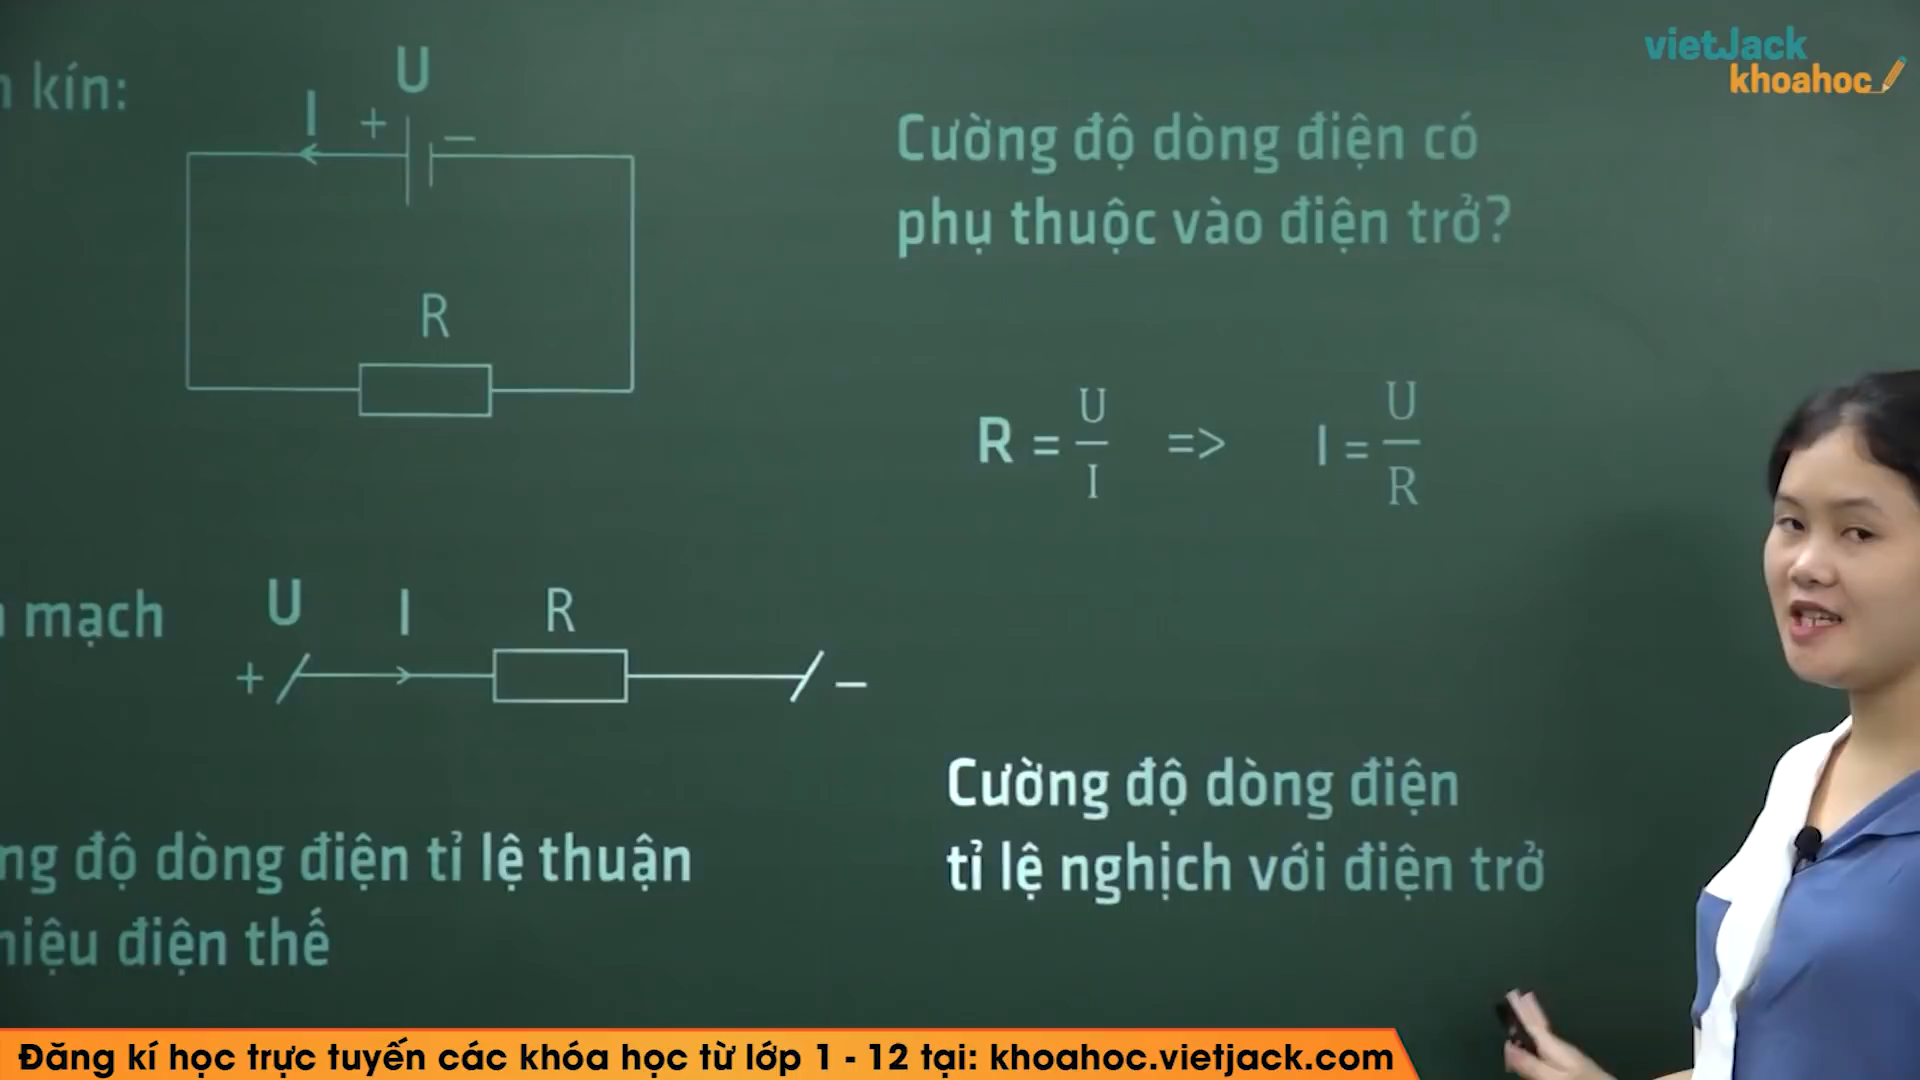 kín:
U
I + –
R
mạch
U I R
+ –
độ dòng điện tỉ lệ thuận
điện thế
Cường độ dòng điện có
phụ thuộc vào điện trở?
R = U/I => I = U/R
Cường độ dòng điện
tỉ lệ nghịch với điện trở
vietJack
khoahoc
Đăng kí học trực tuyến các khóa học từ lớp 1 - 12 tại: khoahoc.vietjack.com